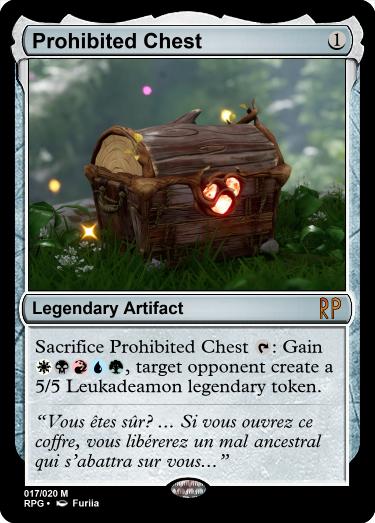 Prohibited Chest 1
Legendary Artifact RP
Sacrifice Prohibited Chest : Gain
, target opponent create a
5/5 Leukadeamon legendary token.
“Vous êtes sûr? ... Si vous ouvrez ce
coffre, vous libérerez un mal ancestral
qui s’abattra sur vous...”
017/020 M
RPG • Furiia